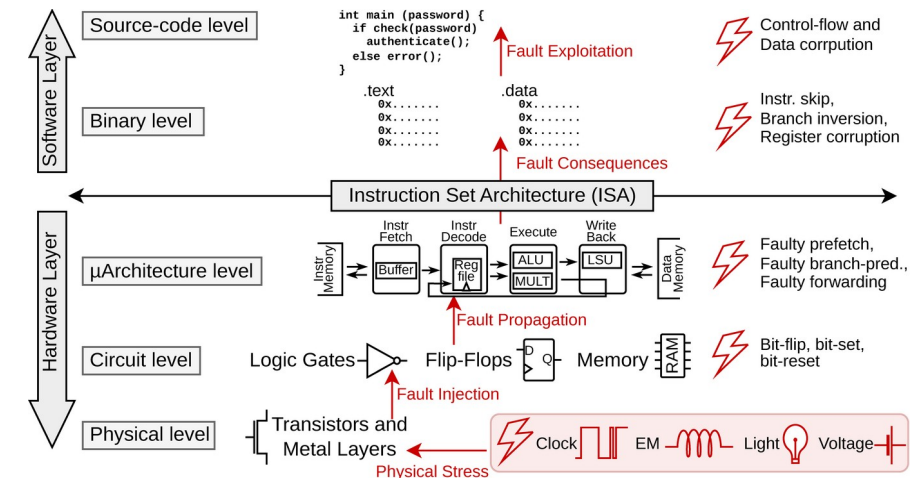 Software Layer
Source-code level
int main (password) {
if check(password)
authenticate();
else error();
}
Fault Exploitation
Control-flow and
Data corrpution
Binary level
.text
0x.......
0x.......
0x.......
0x.......
.data
0x.......
0x.......
0x.......
0x.......
Instr. skip,
Branch inversion,
Register corruption
Fault Consequences
Instruction Set Architecture (ISA)
Hardware Layer
µArchitecture level
Instr
Memory
Instr
Fetch
Buffer
Instr
Decode
Reg
file
Execute
ALU
MULT
Write
Back
LSU
Data
Memory
Faulty prefetch,
Faulty branch-pred.,
Faulty forwarding
Fault Propagation
Circuit level
Logic Gates
Flip-Flops
D
Q
Memory
RAM
Bit-flip, bit-set,
bit-reset
Fault Injection
Physical level
Transistors and
Metal Layers
Physical Stress
Clock
EM
Light
Voltage